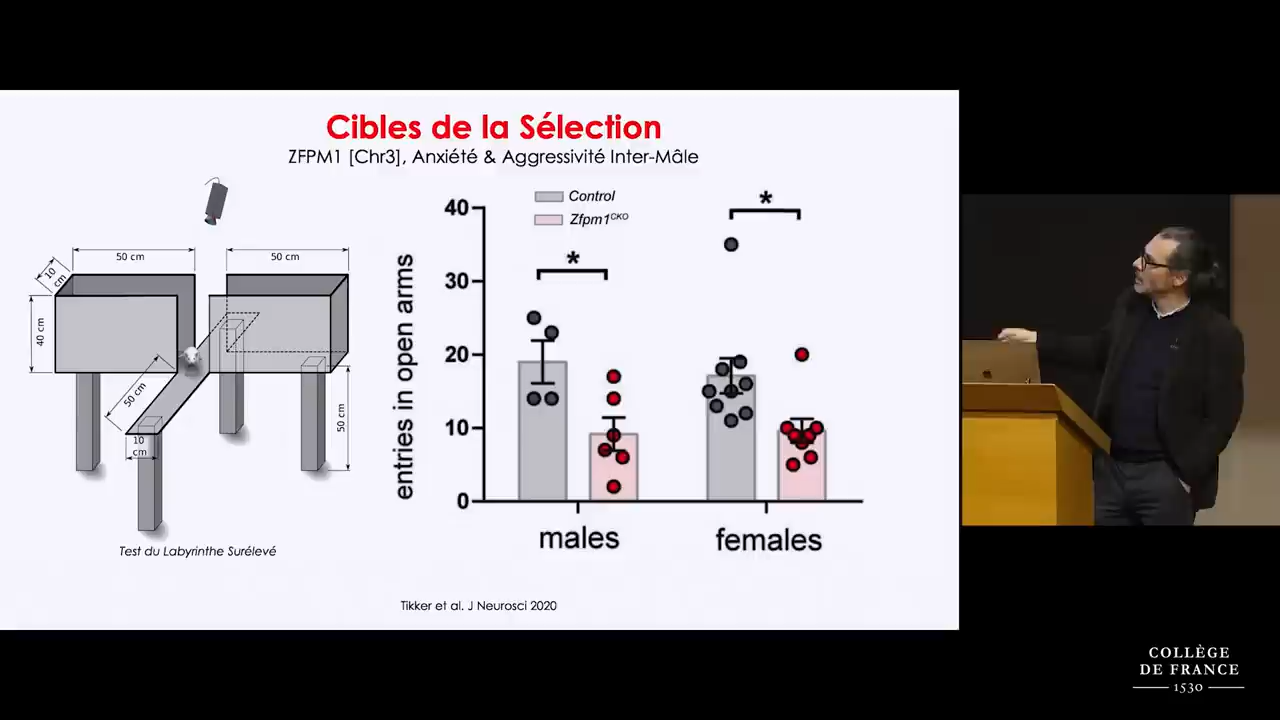 Cibles de la Sélection
ZFPM1 [Chr3], Anxiété & Aggressivité Inter-Mâle
50 cm
50 cm
10 cm
40 cm
50 cm
10 cm
50 cm
Test du Labyrinthe Surélevé
Control
Zfpm1CKO
*
*
entries in open arms
40
30
20
10
0
males
females
Tikker et al. J Neurosci 2020
COLLÈGE
DE FRANCE
1530